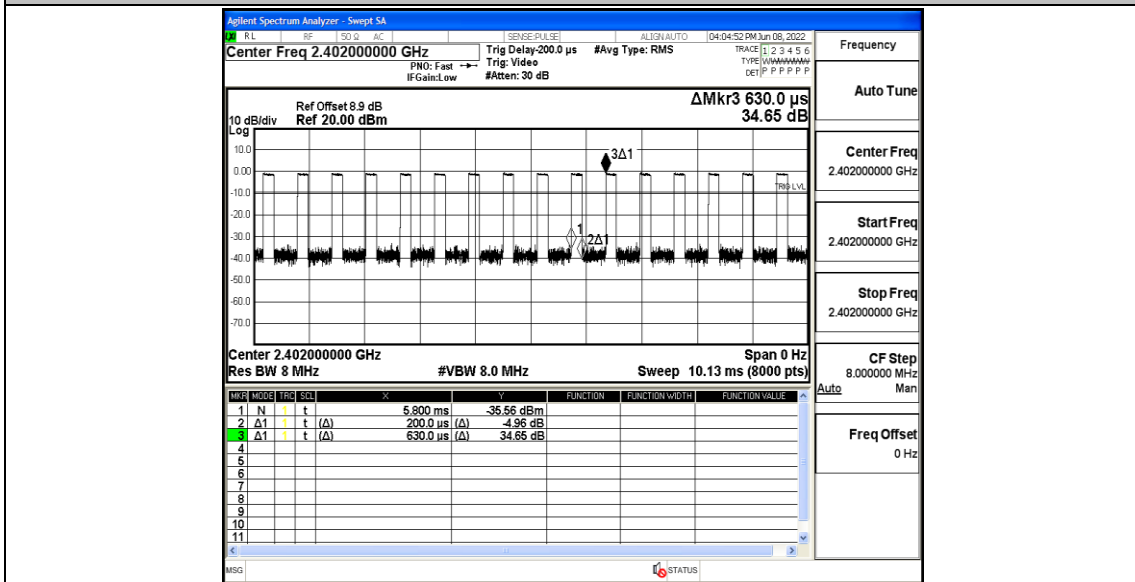 Agilent Spectrum Analyzer - Swept SA
RL RF 50 Ω AC SENSE:PULSE ALIGN AUTO 04:04:52 PM Jun 08, 2022
Center Freq 2.402000000 GHz
PNO: Fast
IFGain:Low
Trig Delay-200.0 µs
Trig: Video
#Atten: 30 dB
#Avg Type: RMS
TRACE 1 2 3 4 5 6
TYPE
DET P P P P P P
Ref Offset 8.9 dB
10 dB/div Ref 20.00 dBm
Log
ΔMkr3 630.0 µs
34.65 dB
10.0
0.00
-10.0
-20.0
-30.0
-40.0
-50.0
-60.0
-70.0
3Δ1
TRIG LVL
1
2Δ1
Center 2.402000000 GHz Span 0 Hz
Res BW 8 MHz #VBW 8.0 MHz Sweep 10.13 ms (8000 pts)
MKR MODE TRC SCL X Y FUNCTION FUNCTION WIDTH FUNCTION VALUE
1 N 1 t 5.800 ms -35.56 dBm
2 Δ1 1 t (Δ) 200.0 µs (Δ) -4.96 dB
3 Δ1 1 t (Δ) 630.0 µs (Δ) 34.65 dB
4
5
6
7
8
9
10
11
MSG STATUS
Frequency
Auto Tune
Center Freq
2.402000000 GHz
Start Freq
2.402000000 GHz
Stop Freq
2.402000000 GHz
CF Step
8.000000 MHz
Auto Man
Freq Offset
0 Hz